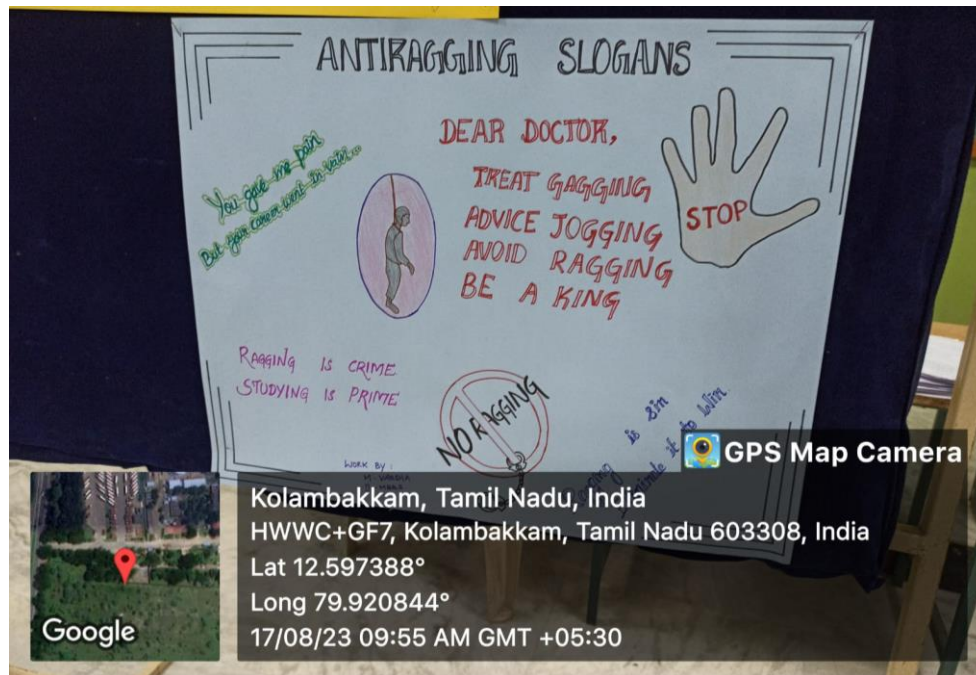 ANTIRAGGING SLOGANS
You gave me pain
But your career went in vain...
DEAR DOCTOR,
TREAT GAGGING
ADVICE JOGGING
AVOID RAGGING
BE A KING
STOP
RAGGING IS CRIME
STUDYING IS PRIME
NO RAGGING
WORK BY :
is sin
it to Win.
GPS Map Camera
Google
Kolambakkam, Tamil Nadu, India
HWWC+GF7, Kolambakkam, Tamil Nadu 603308, India
Lat 12.597388°
Long 79.920844°
17/08/23 09:55 AM GMT +05:30